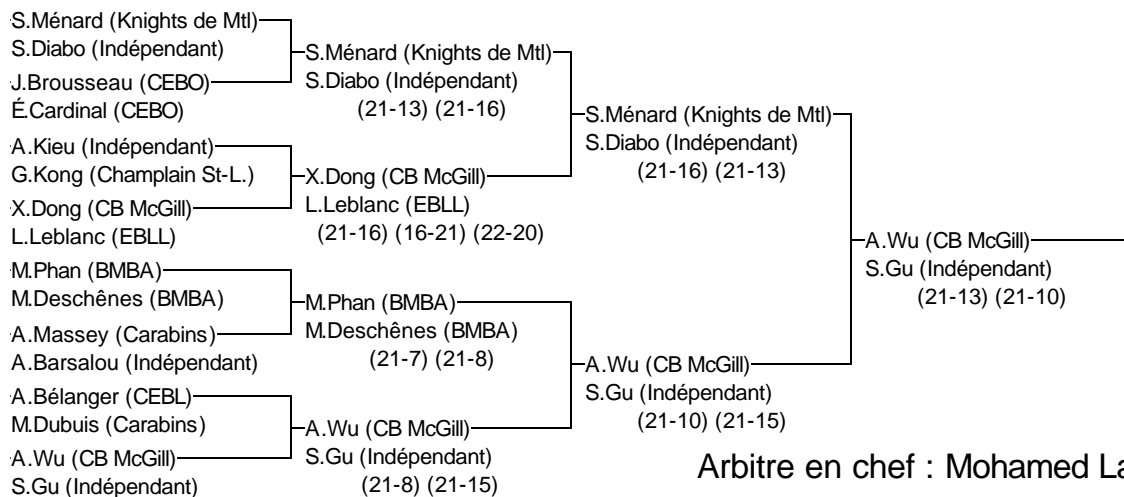 S.Ménard (Knights de Mtl)
S.Diabo (Indépendant)
J.Brousseau (CEBO)
É.Cardinal (CEBO)
A.Kieu (Indépendant)
G.Kong (Champlain St-L.)
X.Dong (CB McGill)
L.Leblanc (EBLL)
M.Phan (BMBA)
M.Deschênes (BMBA)
A.Massey (Carabins)
A.Barsalou (Indépendant)
A.Bélanger (CEBL)
M.Dubuis (Carabins)
A.Wu (CB McGill)
S.Gu (Indépendant)
S.Ménard (Knights de Mtl)
S.Diabo (Indépendant)
(21-13) (21-16)
X.Dong (CB McGill)
L.Leblanc (EBLL)
(21-16) (16-21) (22-20)
M.Phan (BMBA)
M.Deschênes (BMBA)
(21-7) (21-8)
A.Wu (CB McGill)
S.Gu (Indépendant)
(21-8) (21-15)
S.Ménard (Knights de Mtl)
S.Diabo (Indépendant)
(21-16) (21-13)
A.Wu (CB McGill)
S.Gu (Indépendant)
(21-10) (21-15)
A.Wu (CB McGill)
S.Gu (Indépendant)
(21-13) (21-10)
Arbitre en chef : Mohamed La